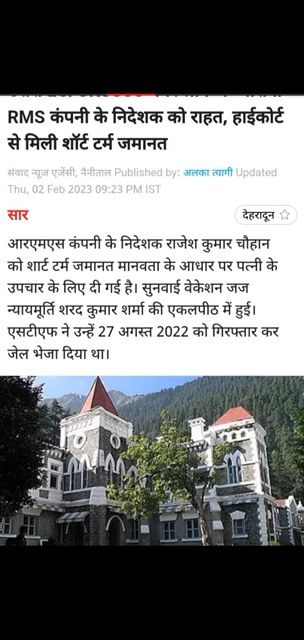 RMS कंपनी के निदेशक को राहत, हाईकोर्ट
से मिली शॉर्ट टर्म जमानत
संवाद न्यूज एजेंसी, नैनीताल Published by: अलका त्यागी Updated
Thu, 02 Feb 2023 09:23 PM IST
सार
देहरादून
आरएमएस कंपनी के निदेशक राजेश कुमार चौहान
को शार्ट टर्म जमानत मानवता के आधार पर पत्नी के
उपचार के लिए दी गई है। सुनवाई वेकेशन जज
न्यायमूर्ति शरद कुमार शर्मा की एकलपीठ में हुई।
एसटीएफ ने उन्हें 27 अगस्त 2022 को गिरफ्तार कर
जेल भेजा दिया था।